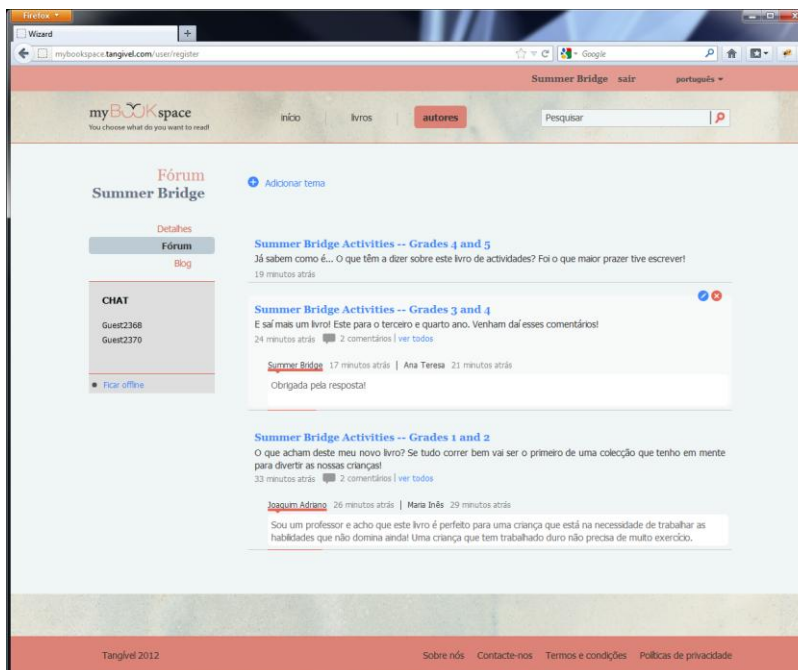 Firefox
Wizard
mybookspace.tangivel.com/user/register
Google
Summer Bridge sair português
my BOOK space
You choose what do you want to read!
início livros autores
Pesquisar
Fórum
Summer Bridge
Adicionar tema
Detalhes
Fórum
Blog
CHAT
Guest2368
Guest2370
Ficar offline
Summer Bridge Activities -- Grades 4 and 5
Já sabem como é... O que têm a dizer sobre este livro de actividades? Foi o que maior prazer tive escrever!
19 minutos atrás
Summer Bridge Activities -- Grades 3 and 4
E saí mais um livro! Este para o terceiro e quarto ano. Venham daí esses comentários!
24 minutos atrás 2 comentários | ver todos
Summer Bridge 17 minutos atrás | Ana Teresa 21 minutos atrás
Obrigada pela resposta!
Summer Bridge Activities -- Grades 1 and 2
O que acham deste meu novo livro? Se tudo correr bem vai ser o primeiro de uma colecção que tenho em mente
para divertir as nossas crianças!
33 minutos atrás 2 comentários | ver todos
Joaquim Adriano 26 minutos atrás | Maria Inês 29 minutos atrás
Sou um professor e acho que este livro é perfeito para uma criança que está na necessidade de trabalhar as
habilidades que não domina ainda! Uma criança que tem trabalhado duro não precisa de muito exercício.
Tangível 2012
Sobre nós Contacte-nos Termos e condições Políticas de privacidade